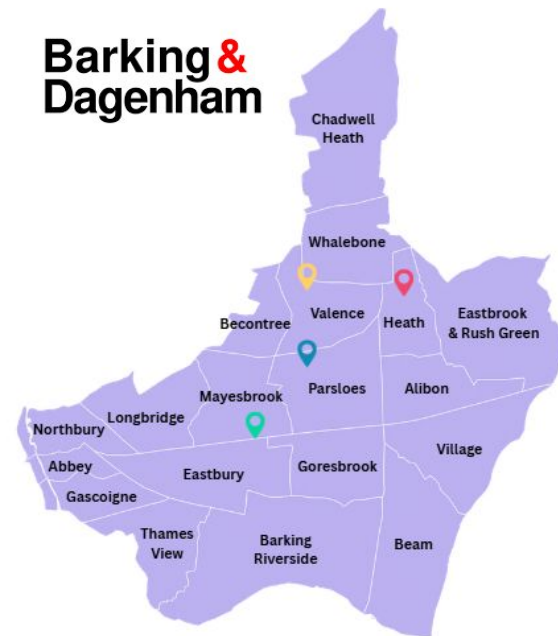 Barking &
Dagenham
Chadwell
Heath
Whalebone
Becontree
Valence
Heath
Eastbrook
& Rush Green
Mayesbrook
Parsloes
Alibon
Longbridge
Northbury
Abbey
Gascoigne
Eastbury
Goresbrook
Village
Thames
View
Barking
Riverside
Beam